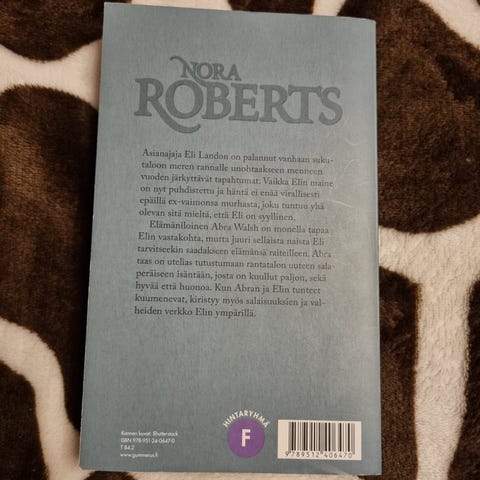 NORA
ROBERTS
Asianajaja Eli Landon on palannut vanhaan suku-
taloon meren rannalle unohtaakseen menneen
vuoden järkyttävät tapahtumat. Vaikka Elin maine
on nyt puhdistettu ja häntä ei enää virallisesti
epäillä ex-vaimonsa murhasta, joku tuntuu yhä
olevan sitä mieltä, että Eli on syyllinen.
Elämäniloinen Abra Walsh on monella tapaa
Elin vastakohta, mutta juuri sellaista naista Eli
tarvitseekin saadakseen elämänsä raiteilleen. Abra
taas on utelias tutustumaan rantatalon uuteen sala-
peräiseen isäntään, josta on kuullut paljon, sekä
hyvää että huonoa. Kun Abran ja Elin tunteet
kuumenevat, kiristyy myös salaisuuksien ja val-
heiden verkko Elin ympärillä.
Kannen kuvat: Shutterstock
ISBN 978-951-24-0647-0
T 84.2
www.gummerus.fi
HINTARYHMÄ
F
9789512406470